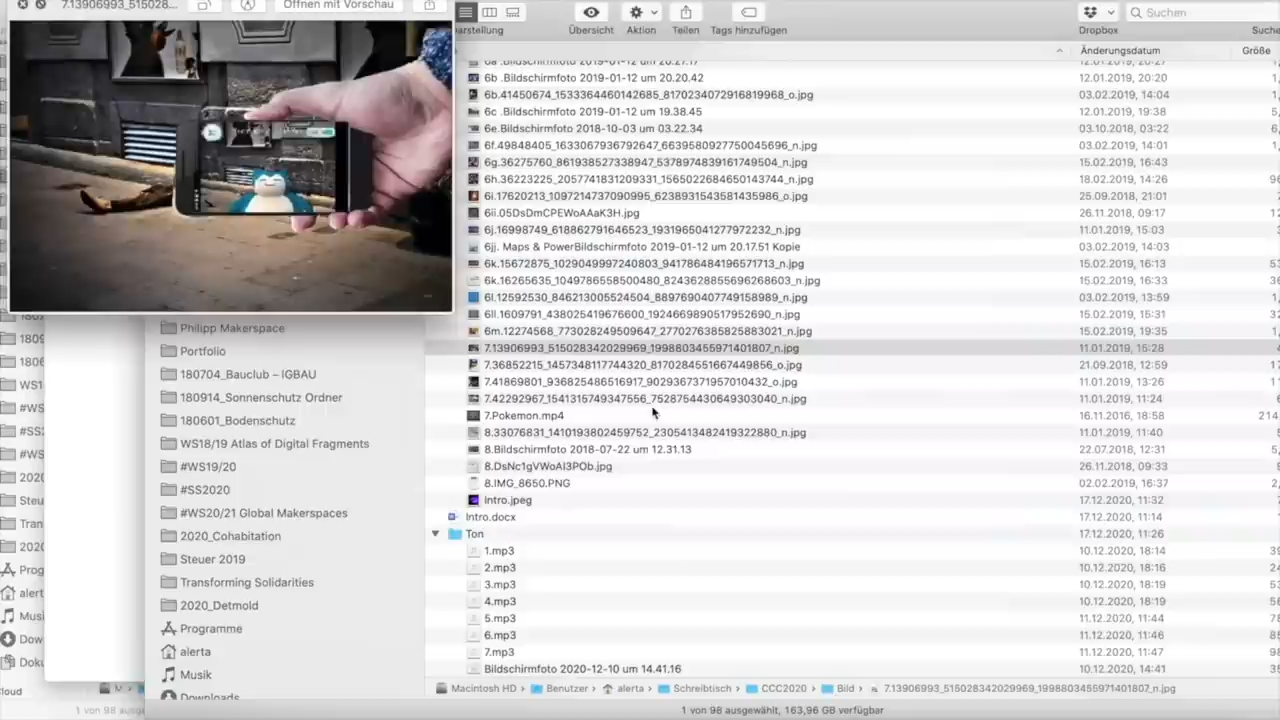 7.13906993_515028...
Öffnen mit Vorschau
Darstellung
Übersicht
Aktion
Teilen
Tags hinzufügen
Dropbox
Suchen
Änderungsdatum
Größe
6b .Bildschirmfoto 2019-01-12 um 20.20.42 12.01.2019, 20:20
6b.41450674_1533364460142685_8170234072916819968_o.jpg 03.02.2019, 14:04
6c .Bildschirmfoto 2019-01-12 um 19.38.45 12.01.2019, 19:38
6e.Bildschirmfoto 2018-10-03 um 03.22.34 03.10.2018, 03:22
6f.49848405_1633067936792647_6639580927750045696_n.jpg 03.02.2019, 14:01
6g.36275760_861938527338947_5378974839161749504_n.jpg 15.02.2019, 16:43
6h.36223225_2057741831209331_1565022684650143744_n.jpg 18.02.2019, 14:26
6i.17620213_1097214737090995_6238931543581435986_o.jpg 25.09.2018, 21:01
6ii.05DsDmCPEWoAAaK3H.jpg 26.11.2018, 09:17
6j.16998749_618862791646523_1931965041277972232_n.jpg 11.01.2019, 15:03
6jj. Maps & PowerBildschirmfoto 2019-01-12 um 20.17.51 Kopie 03.02.2019, 14:03
6k.15672875_1029049997240803_941786484196571713_n.jpg 15.02.2019, 16:13
6k.16265635_1049786558500480_8243628855696268603_n.jpg 15.02.2019, 16:35
6l.12592530_846213005524504_8897690407749158989_n.jpg 03.02.2019, 13:59
6ll.1609791_438025419676600_1924669890517952690_n.jpg 15.02.2019, 15:31
6m.12274568_773028249509647_2770276385825883021_n.jpg 15.02.2019, 19:35
7.13906993_515028342029969_1998803455971401807_n.jpg 11.01.2019, 15:28
7.36852215_1457348117744320_8170284551667449856_o.jpg 21.09.2018, 12:59
7.41869801_936825486516917_9029367371957010432_o.jpg 11.01.2019, 13:26
7.42292967_1541315749347556_7528754430649303040_n.jpg 11.01.2019, 11:24
7.Pokemon.mp4 16.11.2016, 18:58
8.33076831_1410193802459752_2305413482419322880_n.jpg 11.01.2019, 11:40
8.Bildschirmfoto 2018-07-22 um 12.31.13 22.07.2018, 12:31
8.DsNc1gVWoAI3POb.jpg 26.11.2018, 09:33
8.IMG_8650.PNG 02.02.2019, 16:37
Intro.jpeg 17.12.2020, 11:32
Intro.docx 17.12.2020, 11:14
Ton 17.12.2020, 11:26
1.mp3 10.12.2020, 18:14
2.mp3 10.12.2020, 18:16
3.mp3 10.12.2020, 18:19
4.mp3 10.12.2020, 18:19
5.mp3 11.12.2020, 11:44
6.mp3 11.12.2020, 11:46
7.mp3 11.12.2020, 11:47
Bildschirmfoto 2020-12-10 um 14.41.16 10.12.2020, 14:41
Philipp Makerspace
Portfolio
180704_Bauclub – IGBAU
180914_Sonnenschutz Ordner
180601_Bodenschutz
WS18/19 Atlas of Digital Fragments
#WS19/20
#SS2020
#WS20/21 Global Makerspaces
2020_Cohabitation
Steuer 2019
Transforming Solidarities
2020_Detmold
Programme
alerta
Musik
Downloads
Macintosh HD Benutzer alerta Schreibtisch CCC2020 Bild 7.13906993_515028342029969_1998803455971401807_n.jpg
1 von 98 ausgewählt, 163,96 GB verfügbar